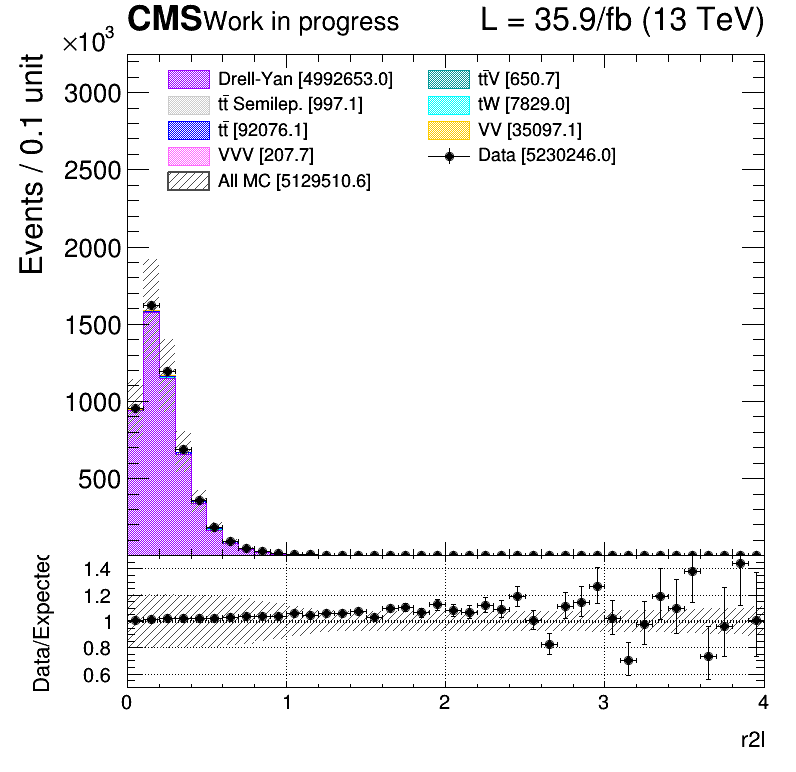 CMS Work in progress L = 35.9/fb (13 TeV)
×10³
Events / 0.1 unit
Drell-Yan [4992653.0]
tt̄ Semilep. [997.1]
tt̄ [92076.1]
VVV [207.7]
All MC [5129510.6]
tt̄V [650.7]
tW [7829.0]
VV [35097.1]
Data [5230246.0]
3000
2500
2000
1500
1000
500
Data/Expected
1.4
1.2
1
0.8
0.6
0 1 2 3 4
r2l